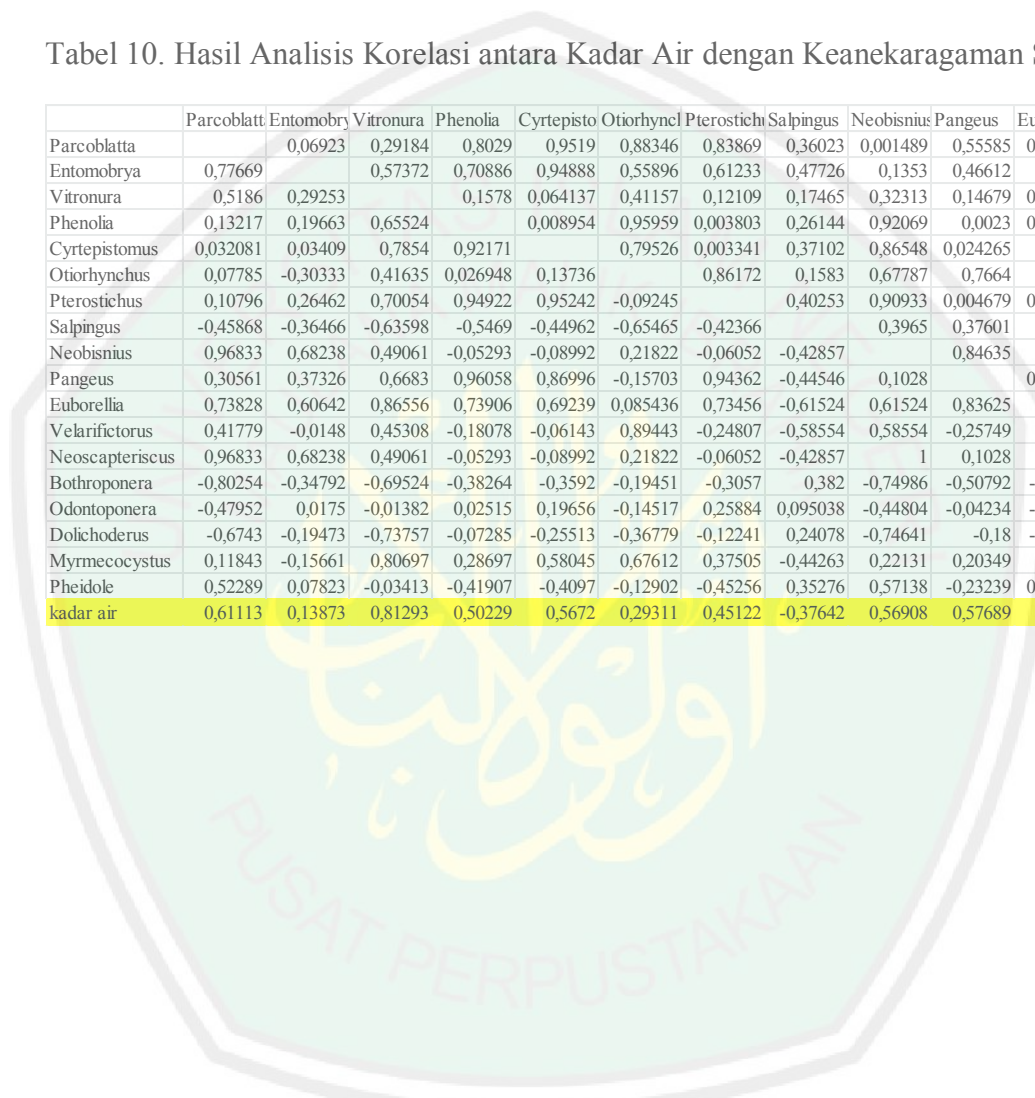 Tabel 10. Hasil Analisis Korelasi antara Kadar Air dengan Keanekaragaman S
Parcoblatt Entomobry Vitronura Phenolia Cyrtepisto Otiorhyncl Pterostichu Salpingus Neobisnius Pangeus Eu
Parcoblatta 0,06923 0,29184 0,8029 0,9519 0,88346 0,83869 0,36023 0,001489 0,55585 0
Entomobrya 0,77669 0,57372 0,70886 0,94888 0,55896 0,61233 0,47726 0,1353 0,46612
Vitronura 0,5186 0,29253 0,1578 0,064137 0,41157 0,12109 0,17465 0,32313 0,14679 0
Phenolia 0,13217 0,19663 0,65524 0,008954 0,95959 0,003803 0,26144 0,92069 0,0023 0
Cyrtepistomus 0,032081 0,03409 0,7854 0,92171 0,79526 0,003341 0,37102 0,86548 0,024265
Otiorhynchus 0,07785 -0,30333 0,41635 0,026948 0,13736 0,86172 0,1583 0,67787 0,7664
Pterostichus 0,10796 0,26462 0,70054 0,94922 0,95242 -0,09245 0,40253 0,90933 0,004679 0
Salpingus -0,45868 -0,36466 -0,63598 -0,5469 -0,44962 -0,65465 -0,42366 0,3965 0,37601
Neobisnius 0,96833 0,68238 0,49061 -0,05293 -0,08992 0,21822 -0,06052 -0,42857 0,84635
Pangeus 0,30561 0,37326 0,6683 0,96058 0,86996 -0,15703 0,94362 -0,44546 0,1028 0
Euborellia 0,73828 0,60642 0,86556 0,73906 0,69239 0,085436 0,73456 -0,61524 0,61524 0,83625
Velarifictorus 0,41779 -0,0148 0,45308 -0,18078 -0,06143 0,89443 -0,24807 -0,58554 0,58554 -0,25749
Neoscapteriscus 0,96833 0,68238 0,49061 -0,05293 -0,08992 0,21822 -0,06052 -0,42857 1 0,1028
Bothroponera -0,80254 -0,34792 -0,69524 -0,38264 -0,3592 -0,19451 -0,3057 0,382 -0,74986 -0,50792 -
Odontoponera -0,47952 0,0175 -0,01382 0,02515 0,19656 -0,14517 0,25884 0,095038 -0,44804 -0,04234 -
Dolichoderus -0,6743 -0,19473 -0,73757 -0,07285 -0,25513 -0,36779 -0,12241 0,24078 -0,74641 -0,18 -
Myrmecocystus 0,11843 -0,15661 0,80697 0,28697 0,58045 0,67612 0,37505 -0,44263 0,22131 0,20349
Pheidole 0,52289 0,07823 -0,03413 -0,41907 -0,4097 -0,12902 -0,45256 0,35276 0,57138 -0,23239 0
kadar air 0,61113 0,13873 0,81293 0,50229 0,5672 0,29311 0,45122 -0,37642 0,56908 0,57689
PUSAT PERPUSTAKAAN